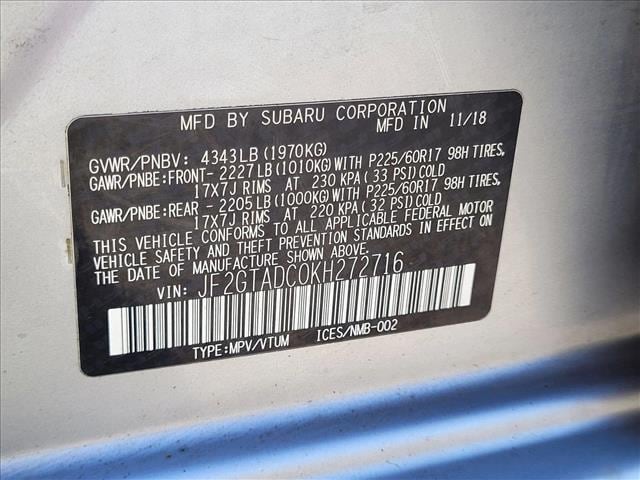 MFD BY SUBARU CORPORATION
MFD IN 11/18
GVWR/PNBV: 4343LB (1970KG)
GAWR/PNBE:FRONT- 2227LB (1010KG) WITH P225/60R17 98H TIRES,
17X7J RIMS AT 230 KPA (33 PSI) COLD
GAWR/PNBE:REAR - 2205LB (1000KG) WITH P225/60R17 98H TIRES,
17X7J RIMS AT 220 KPA (32 PSI) COLD
THIS VEHICLE CONFORMS TO ALL APPLICABLE FEDERAL MOTOR
VEHICLE SAFETY AND THEFT PREVENTION STANDARDS IN EFFECT ON
THE DATE OF MANUFACTURE SHOWN ABOVE.
VIN: JF2GTADC0KH272716
TYPE:MPV/VTUM ICES/NMB-002